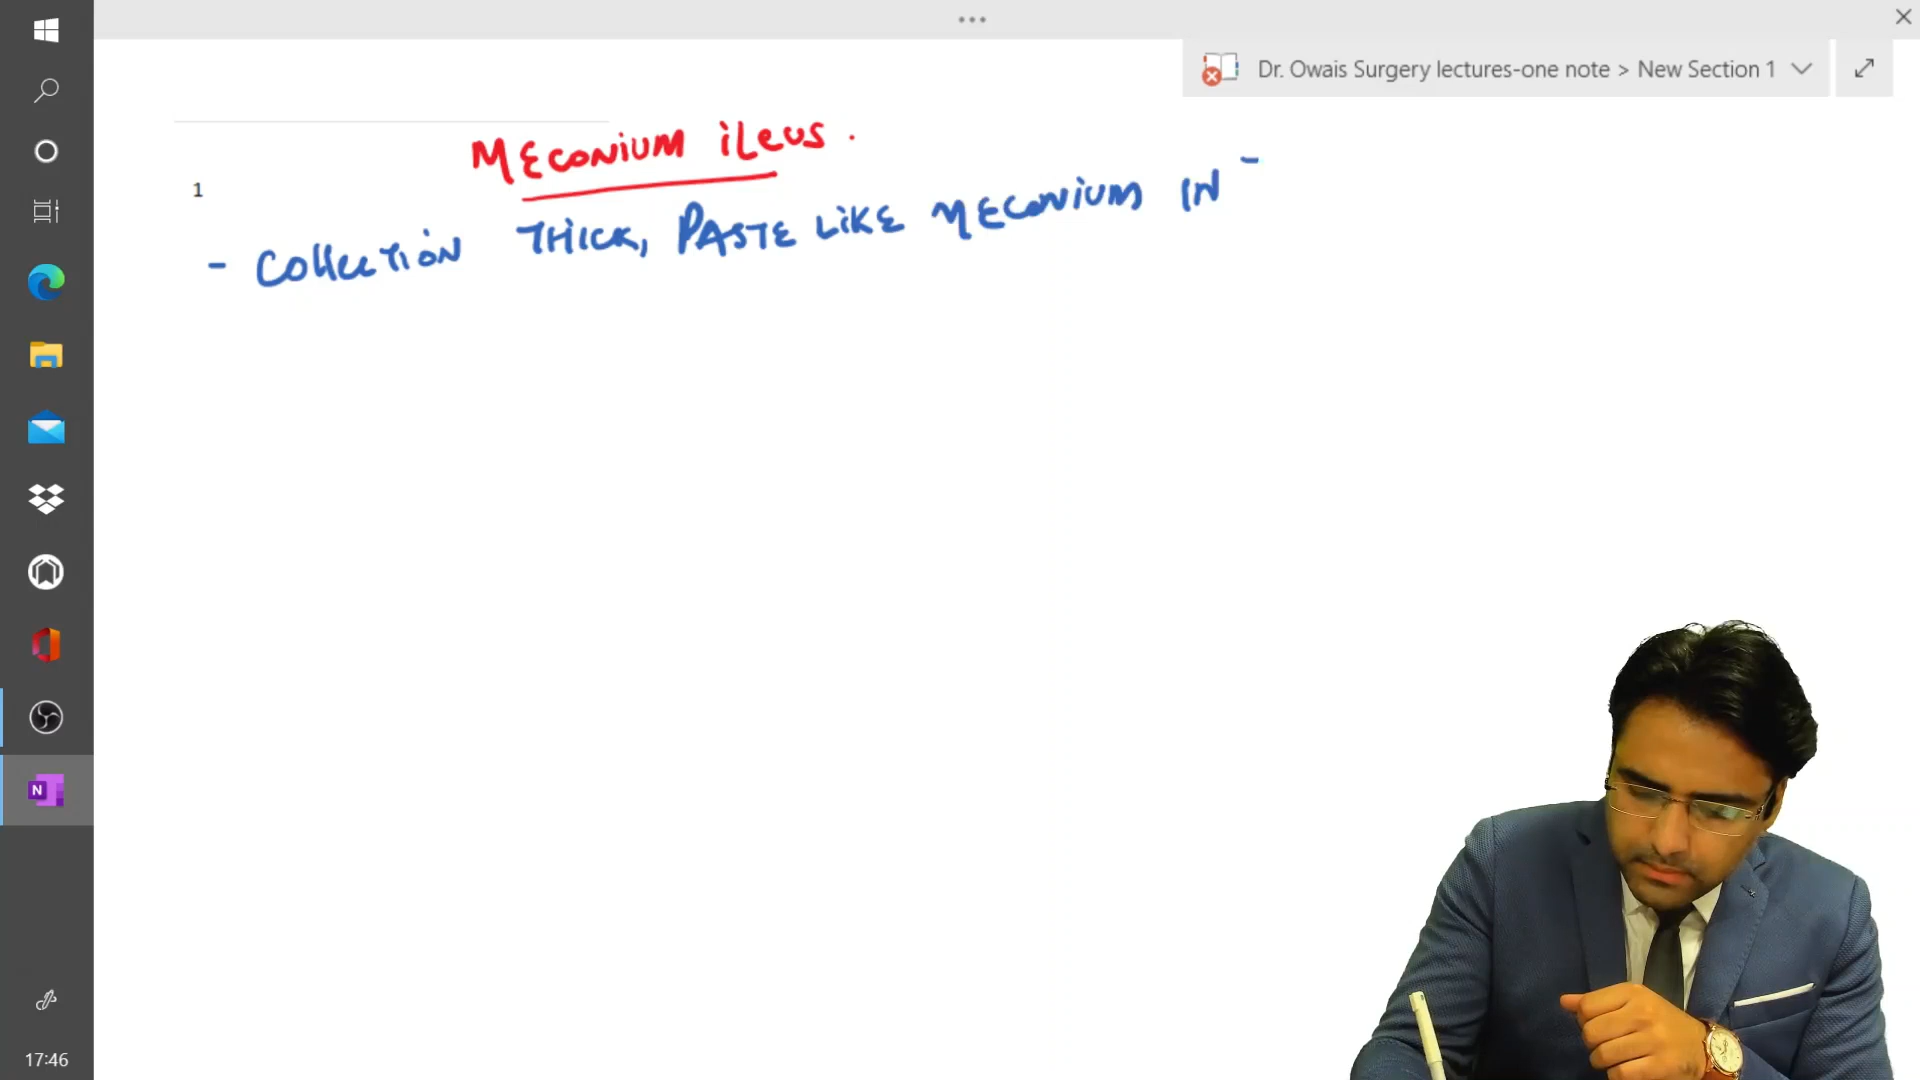 Dr. Owais Surgery lectures-one note > New Section 1
MECONIUM ILEUS.
1
- COLLECTION THICK, PASTE LIKE MECONIUM IN -
N
17:46